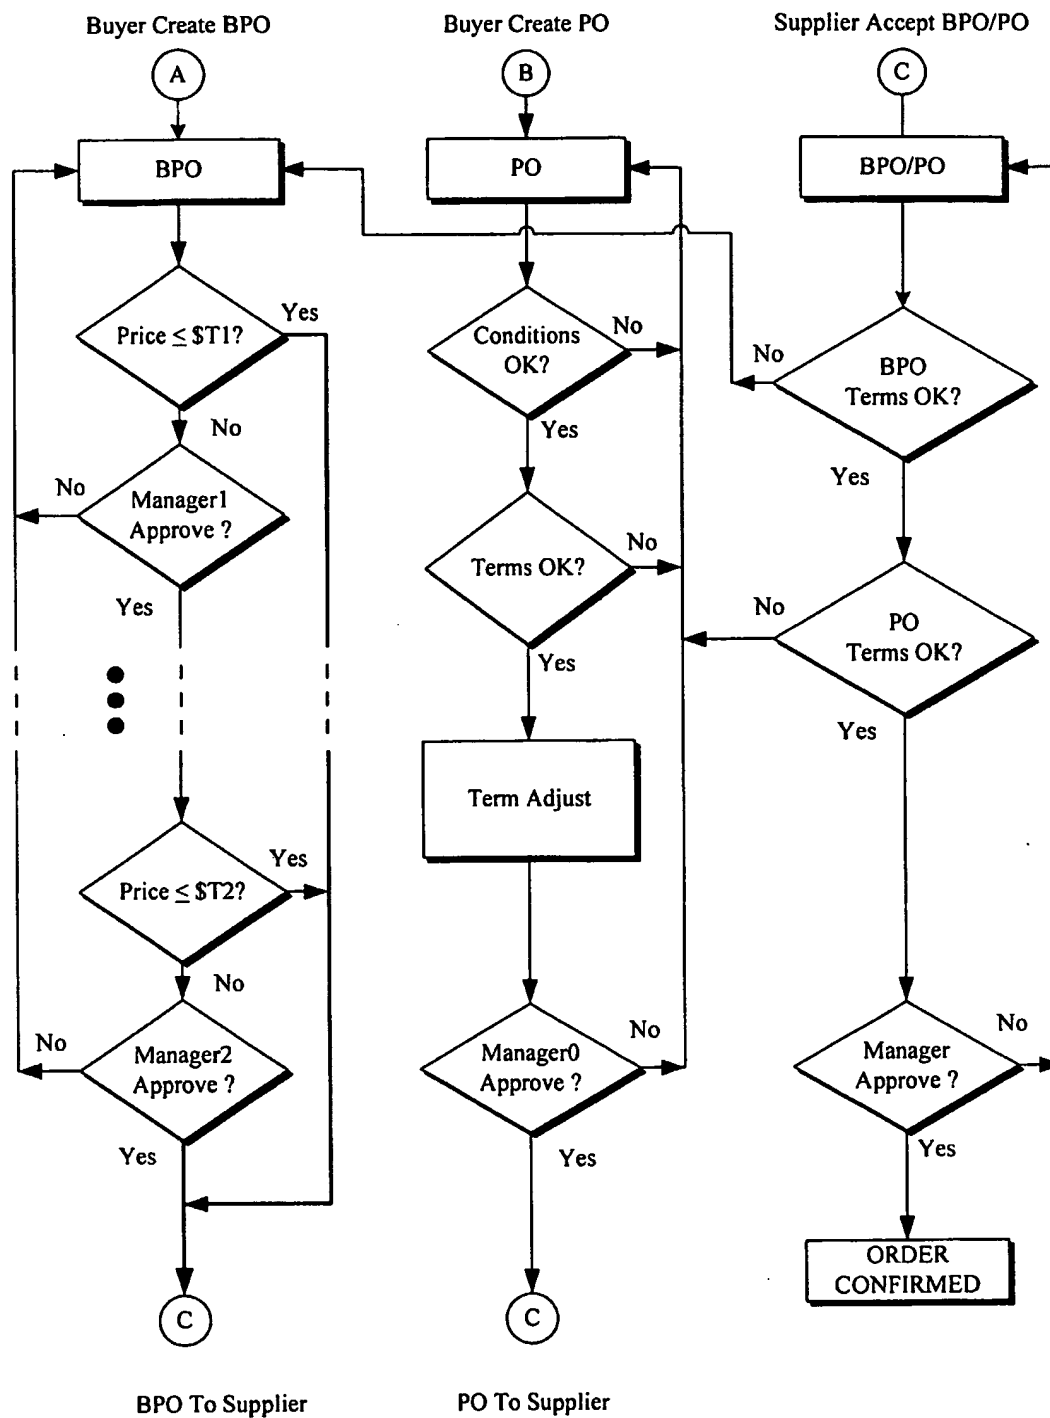 Buyer Create BPO
A
BPO
Price ≤ $T1?
Yes
No
Manager1
Approve ?
No
Yes
Price ≤ $T2?
Yes
No
Manager2
Approve ?
No
Yes
C
BPO To Supplier
Buyer Create PO
B
PO
Conditions
OK?
No
Yes
Terms OK?
No
Yes
Term Adjust
Manager0
Approve ?
No
Yes
C
PO To Supplier
Supplier Accept BPO/PO
C
BPO/PO
BPO
Terms OK?
No
Yes
PO
Terms OK?
No
Yes
Manager
Approve ?
No
Yes
ORDER
CONFIRMED